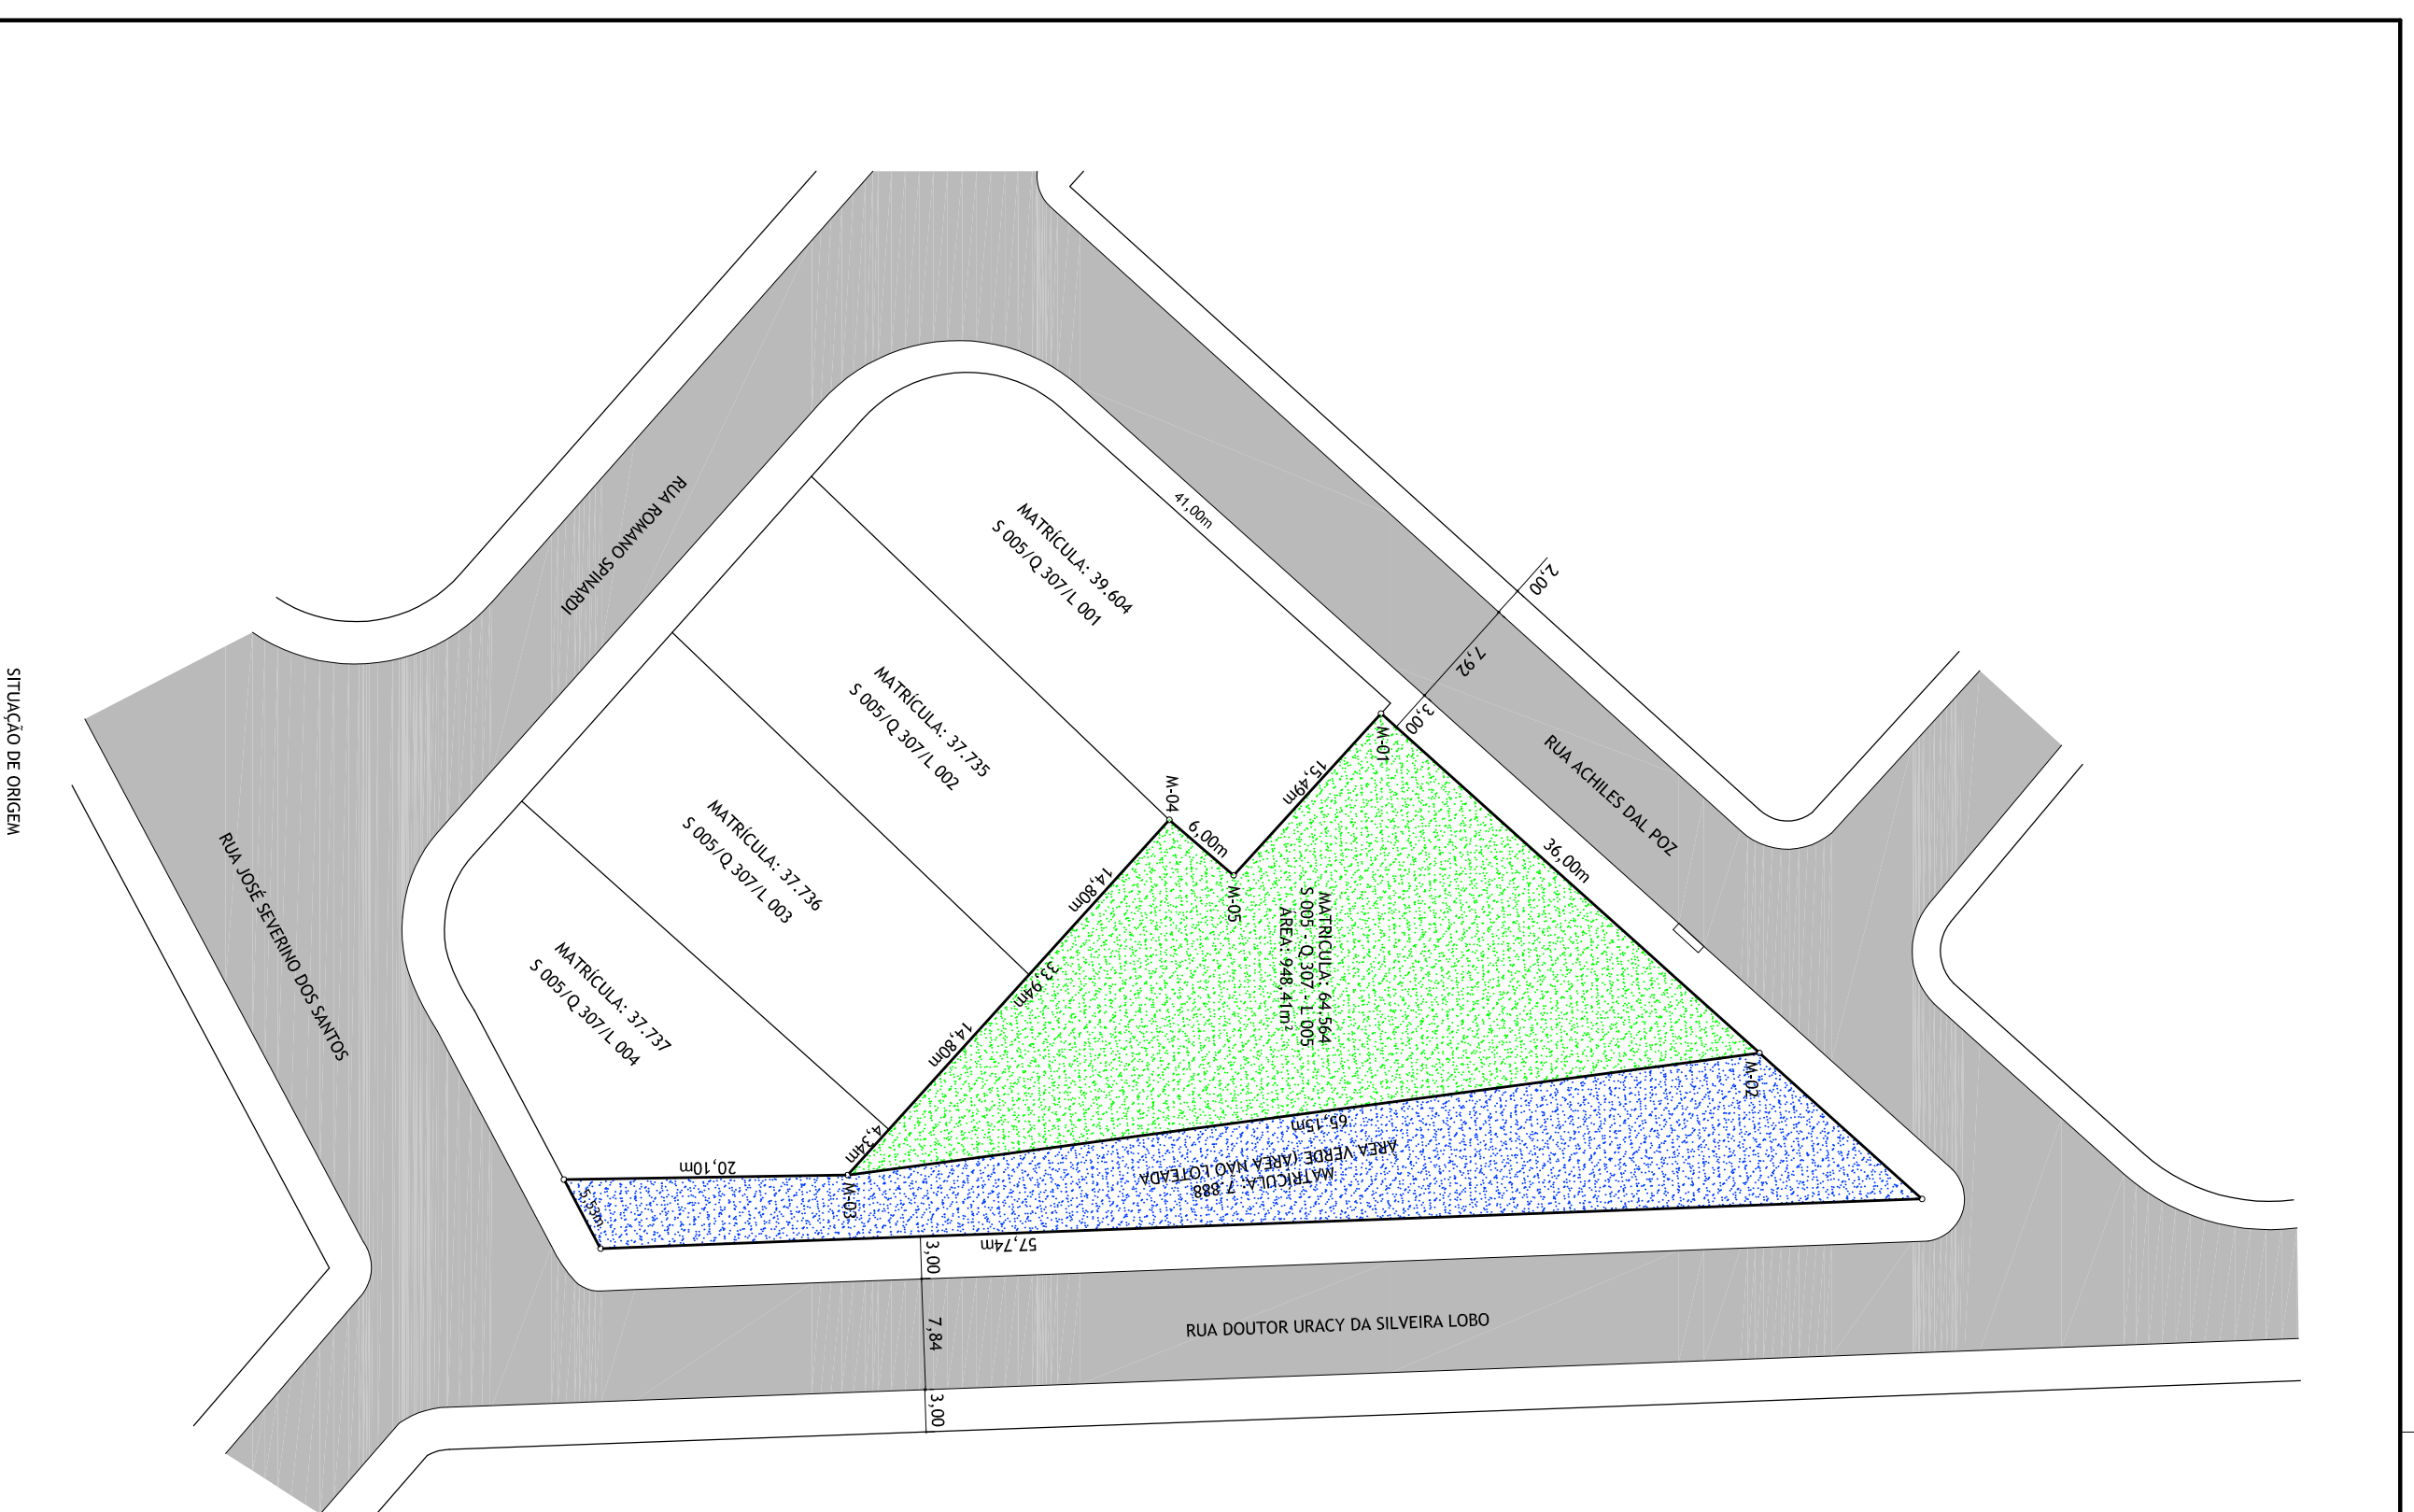 SITUAÇÃO DE ORIGEM
RUA ROMANO SPINARDI
RUA JOSÉ SEVERINO DOS SANTOS
RUA ACHILES DAL POZ
RUA DOUTOR URACY DA SILVEIRA LOBO
MATRÍCULA: 39.604
S 005/Q 307/L 001
MATRÍCULA: 37.735
S 005/Q 307/L 002
MATRÍCULA: 37.736
S 005/Q 307/L 003
MATRÍCULA: 37.737
S 005/Q 307/L 004
41,00m
2,00
7,92
3,00
M-01
15,49m
M-04
6,00m
M-05
36,00m
14,80m
33,94m
14,80m
4,34m
MATRÍCULA: 64.564
S 005 - Q 307 - L 005
ÁREA: 948,41m²
M-02
65,15m
MATRÍCULA: 7.888
ÁREA VERDE (ÁREA NÃO LOTEADA
20,10m
M-03
5,53m
57,74m
3,00
7,84
3,00